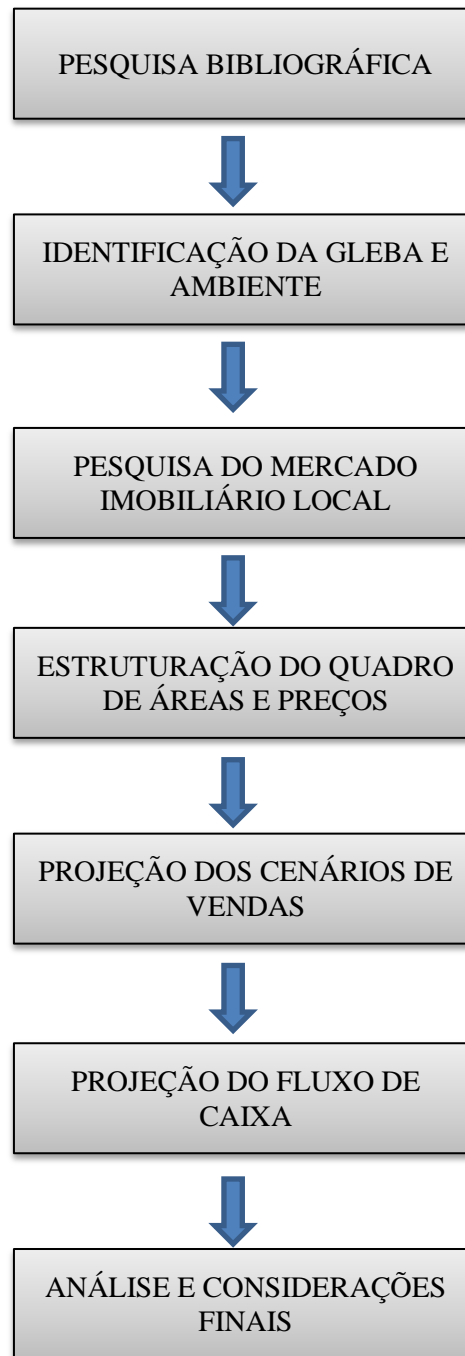 PESQUISA BIBLIOGRÁFICA
IDENTIFICAÇÃO DA GLEBA E
AMBIENTE
PESQUISA DO MERCADO
IMOBILIÁRIO LOCAL
ESTRUTURAÇÃO DO QUADRO
DE ÁREAS E PREÇOS
PROJEÇÃO DOS CENÁRIOS DE
VENDAS
PROJEÇÃO DO FLUXO DE
CAIXA
ANÁLISE E CONSIDERAÇÕES
FINAIS